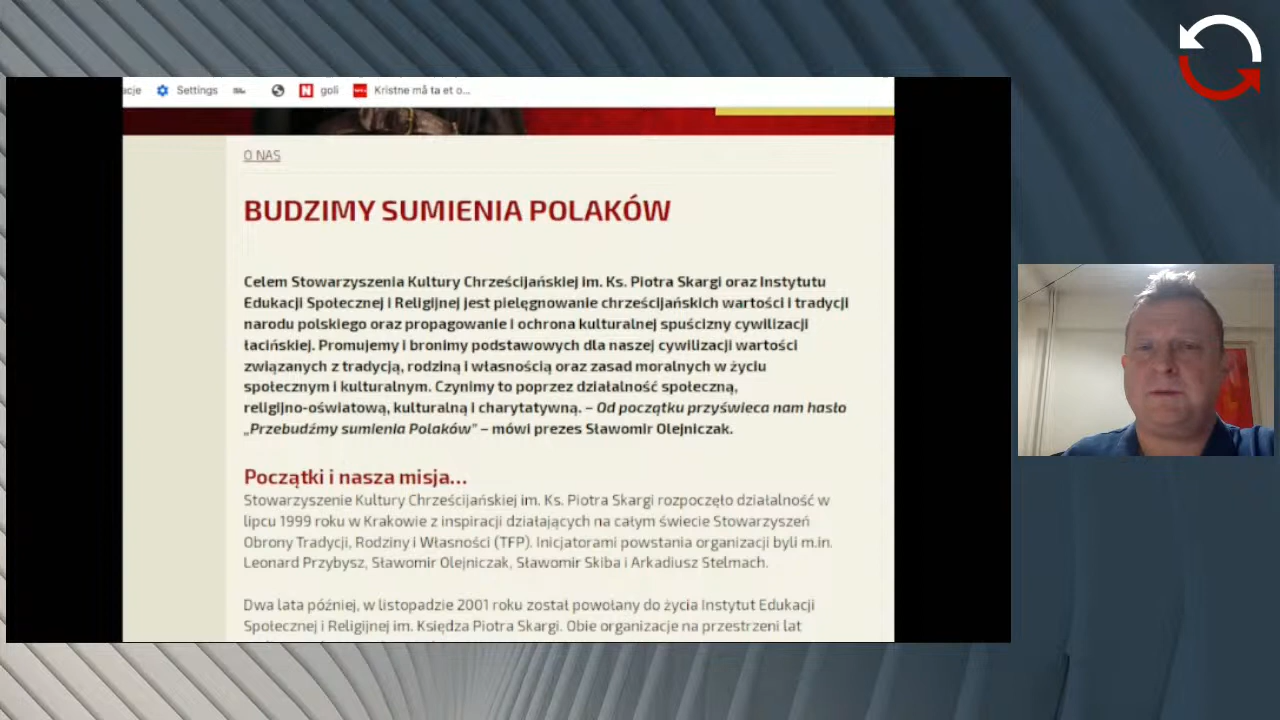 cje Settings goli Kristne må ta et o...
O NAS
BUDZIMY SUMIENIA POLAKÓW
Celem Stowarzyszenia Kultury Chrześcijańskiej im. Ks. Piotra Skargi oraz Instytutu
Edukacji Społecznej i Religijnej jest pielęgnowanie chrześcijańskich wartości i tradycji
narodu polskiego oraz propagowanie i ochrona kulturalnej spuścizny cywilizacji
łacińskiej. Promujemy i bronimy podstawowych dla naszej cywilizacji wartości
związanych z tradycją, rodziną i własnością oraz zasad moralnych w życiu
społecznym i kulturalnym. Czynimy to poprzez działalność społeczną,
religijno-oświatową, kulturalną i charytatywną. – Od początku przyświeca nam hasło
„Przebudźmy sumienia Polaków” – mówi prezes Sławomir Olejniczak.
Początki i nasza misja...
Stowarzyszenie Kultury Chrześcijańskiej im. Ks. Piotra Skargi rozpoczęło działalność w
lipcu 1999 roku w Krakowie z inspiracji działających na całym świecie Stowarzyszeń
Obrony Tradycji, Rodziny i Własności (TFP). Inicjatorami powstania organizacji byli m.in.
Leonard Przybysz, Sławomir Olejniczak, Sławomir Skiba i Arkadiusz Stelmach.
Dwa lata później, w listopadzie 2001 roku został powołany do życia Instytut Edukacji
Społecznej i Religijnej im. Księdza Piotra Skargi. Obie organizacje na przestrzeni lat